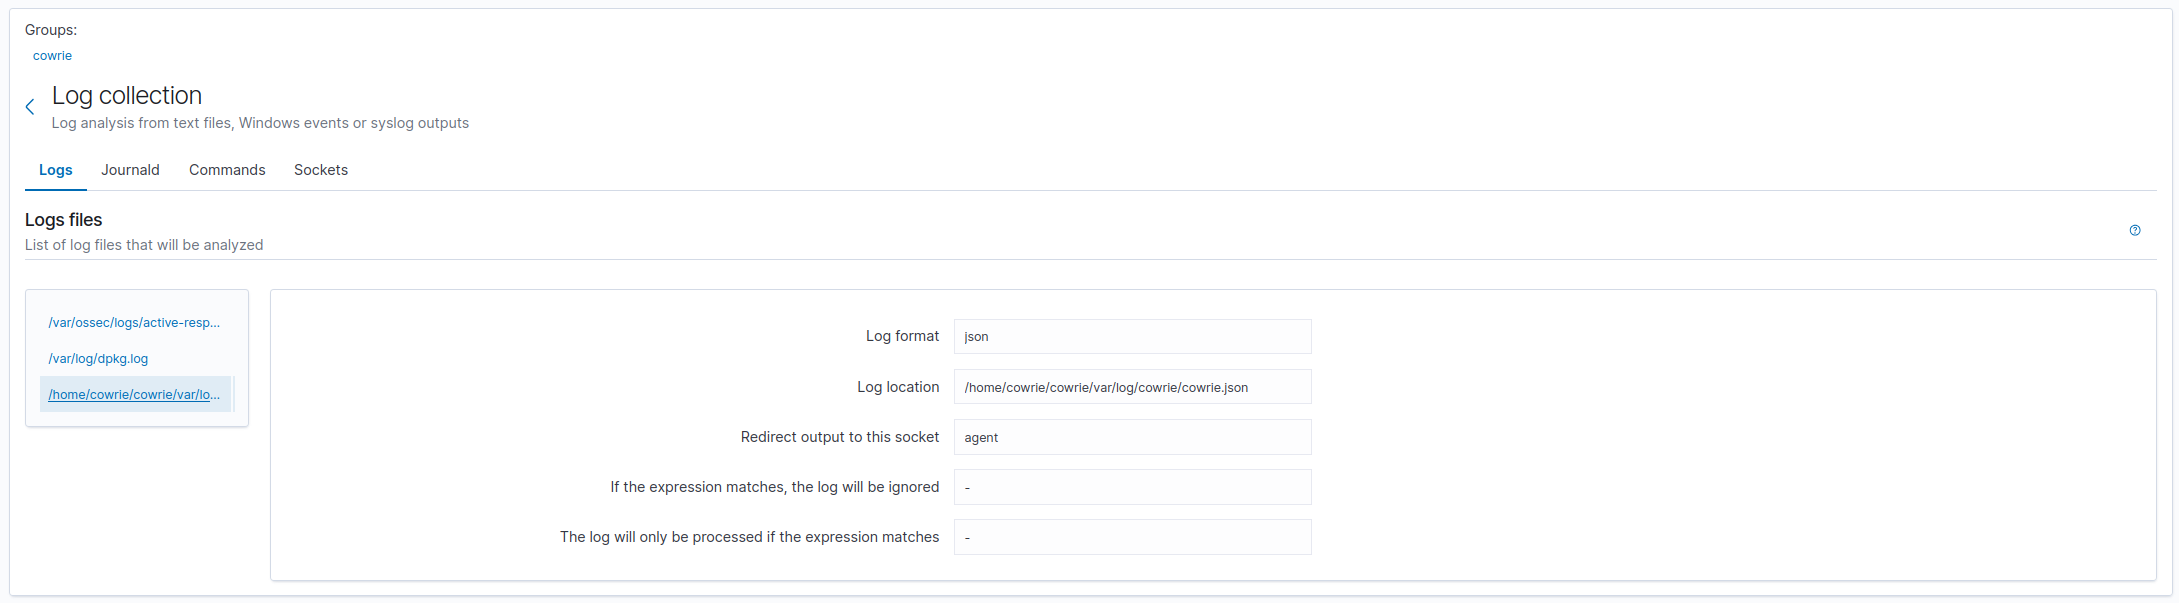 Groups:
cowrie
Log collection
Log analysis from text files, Windows events or syslog outputs
Logs Journald Commands Sockets
Logs files
List of log files that will be analyzed
/var/ossec/logs/active-resp...
/var/log/dpkg.log
/home/cowrie/cowrie/var/lo...
Log format json
Log location /home/cowrie/cowrie/var/log/cowrie/cowrie.json
Redirect output to this socket agent
If the expression matches, the log will be ignored -
The log will only be processed if the expression matches -